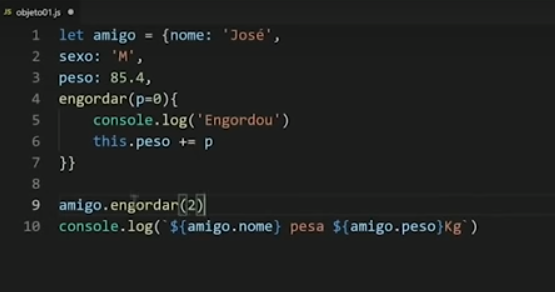 JS objeto01.js ●
1 let amigo = {nome: 'José',
2 sexo: 'M',
3 peso: 85.4,
4 engordar(p=0){
5     console.log('Engordou')
6     this.peso += p
7 }}
8
9 amigo.engordar(2)
10 console.log(`${amigo.nome} pesa ${amigo.peso}Kg`)